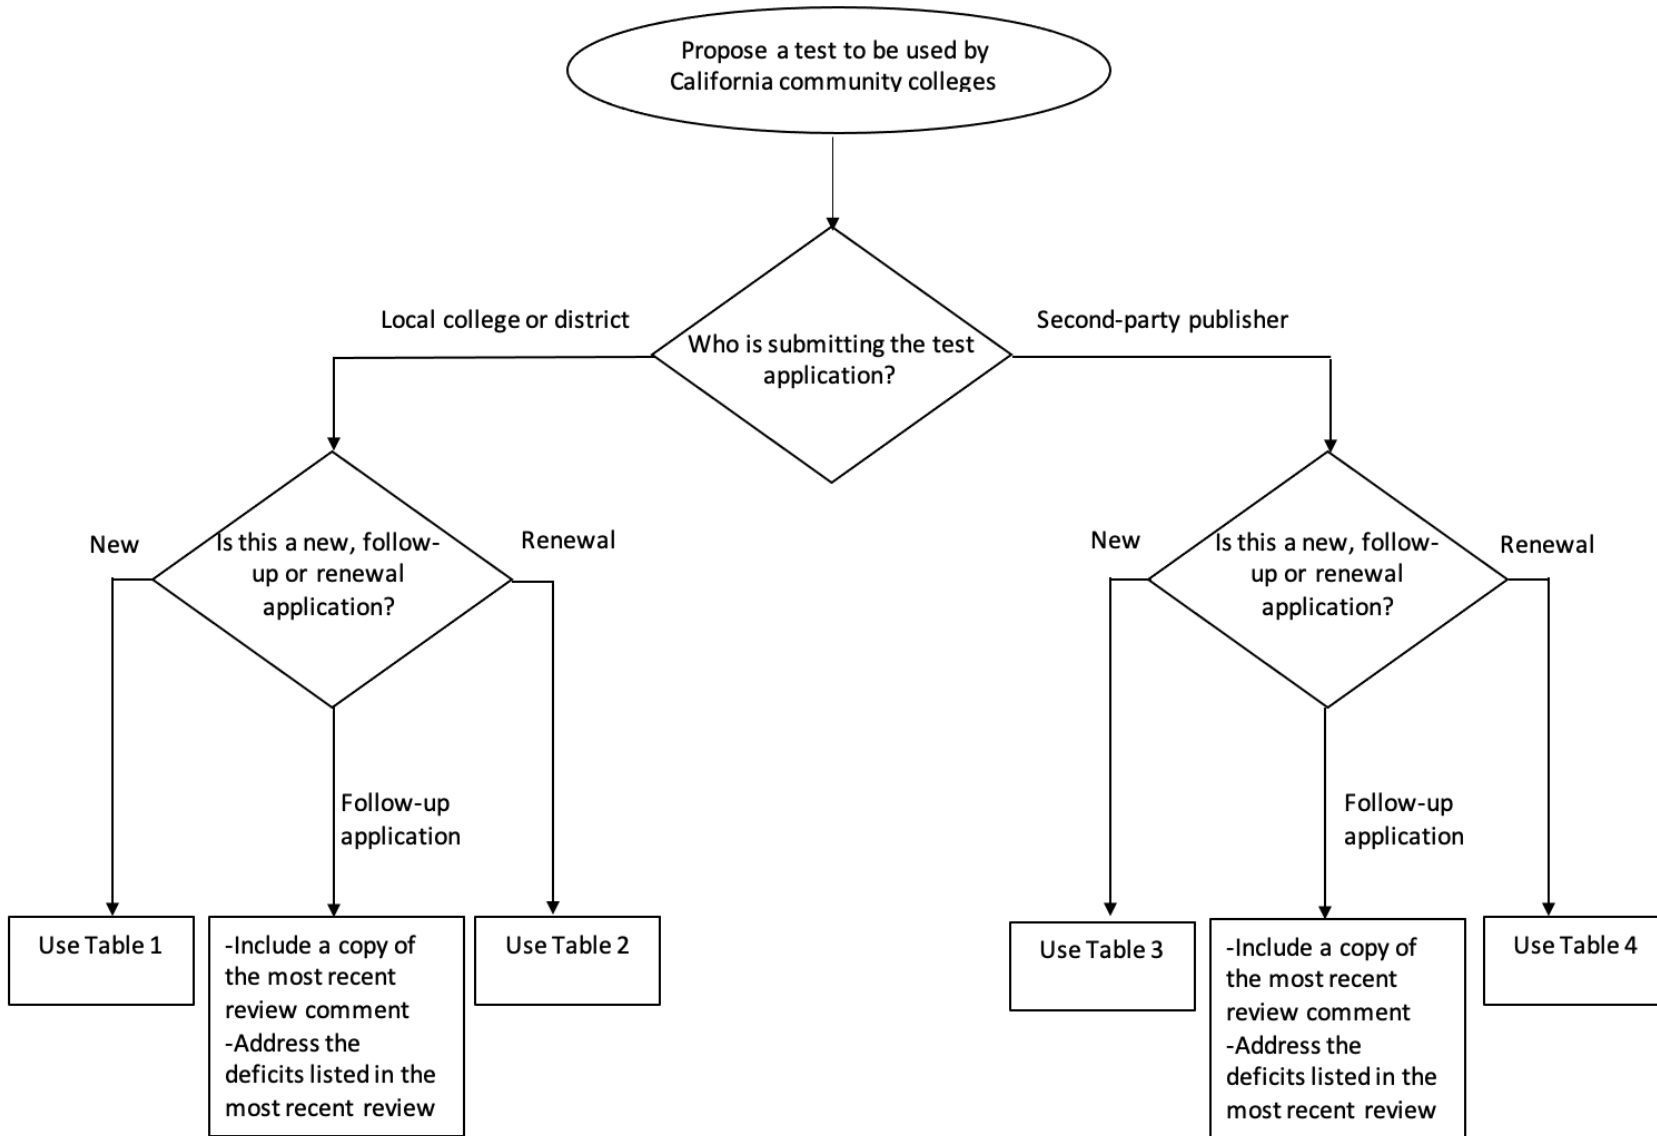 Propose a test to be used by
California community colleges
Local college or district
Second-party publisher
Who is submitting the test
application?
New
Is this a new, follow-
up or renewal
application?
Renewal
New
Is this a new, follow-
up or renewal
application?
Renewal
Follow-up
application
Follow-up
application
Use Table 1
-Include a copy of
the most recent
review comment
-Address the
deficits listed in the
most recent review
Use Table 2
Use Table 3
-Include a copy of
the most recent
review comment
-Address the
deficits listed in the
most recent review
Use Table 4